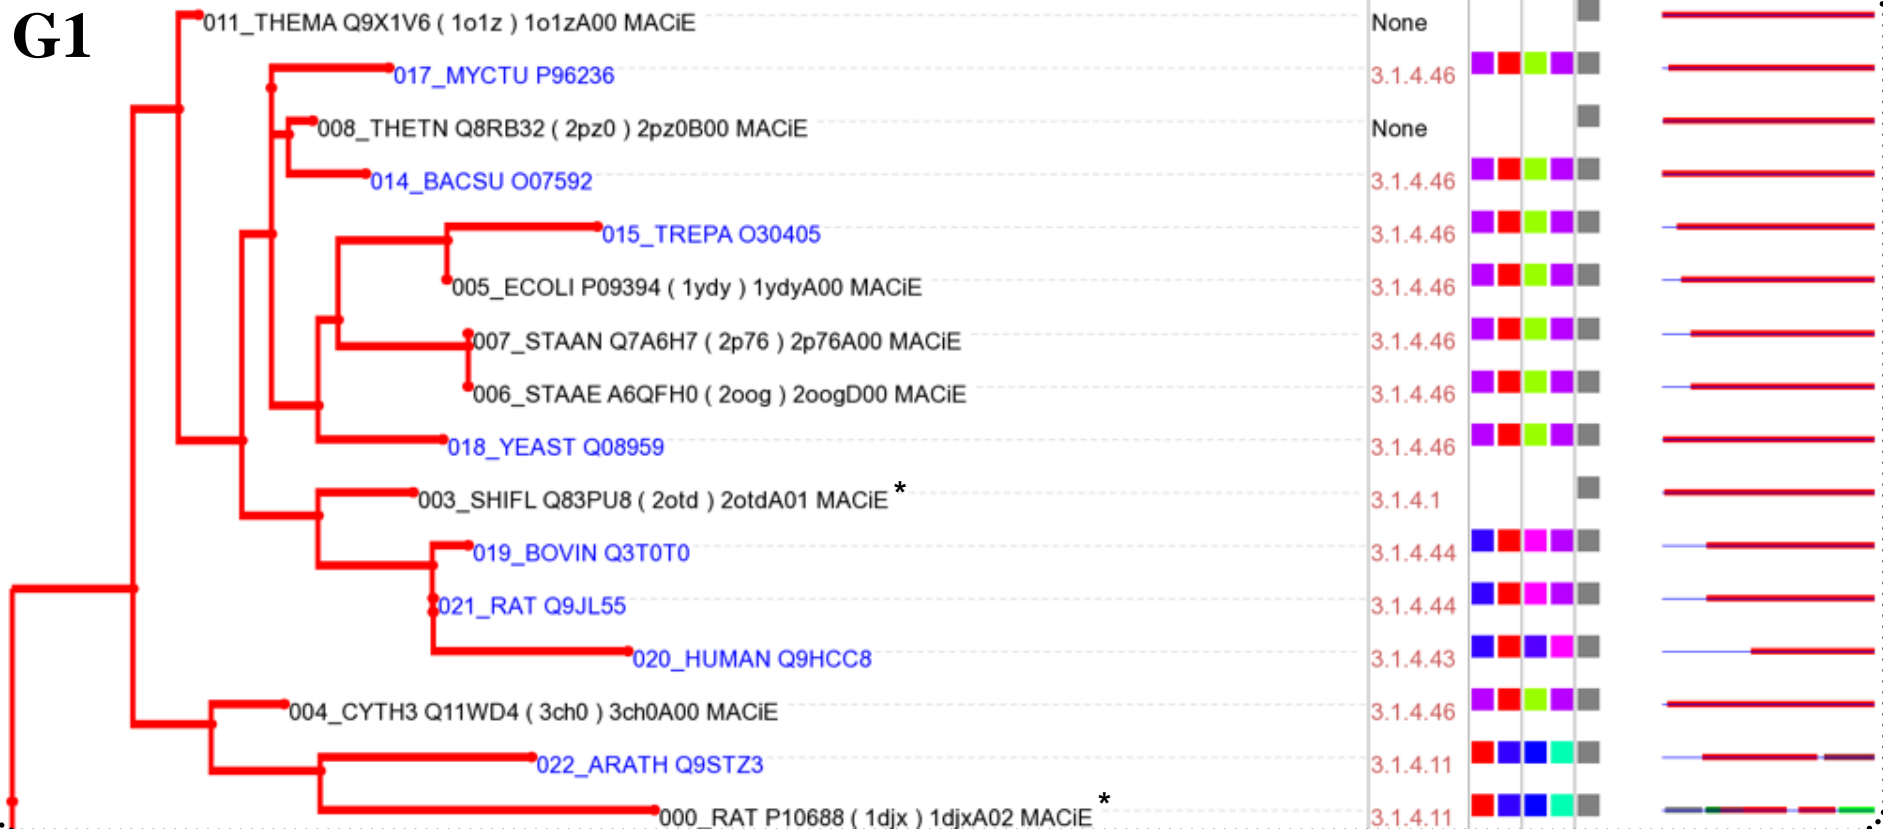 G1
011_THEMA Q9X1V6 ( 1o1z ) 1o1zA00 MACiE None
017_MYCTU P96236 3.1.4.46
008_THETN Q8RB32 ( 2pz0 ) 2pz0B00 MACiE None
014_BACSU O07592 3.1.4.46
015_TREPA O30405 3.1.4.46
005_ECOLI P09394 ( 1ydy ) 1ydyA00 MACiE 3.1.4.46
007_STAAN Q7A6H7 ( 2p76 ) 2p76A00 MACiE 3.1.4.46
006_STAAE A6QFH0 ( 2oog ) 2oogD00 MACiE 3.1.4.46
018_YEAST Q08959 3.1.4.46
003_SHIFL Q83PU8 ( 2otd ) 2otdA01 MACiE * 3.1.4.1
019_BOVIN Q3T0T0 3.1.4.44
021_RAT Q9JL55 3.1.4.44
020_HUMAN Q9HCC8 3.1.4.43
004_CYTH3 Q11WD4 ( 3ch0 ) 3ch0A00 MACiE 3.1.4.46
022_ARATH Q9STZ3 3.1.4.11
000_RAT P10688 ( 1djx ) 1djxA02 MACiE * 3.1.4.11